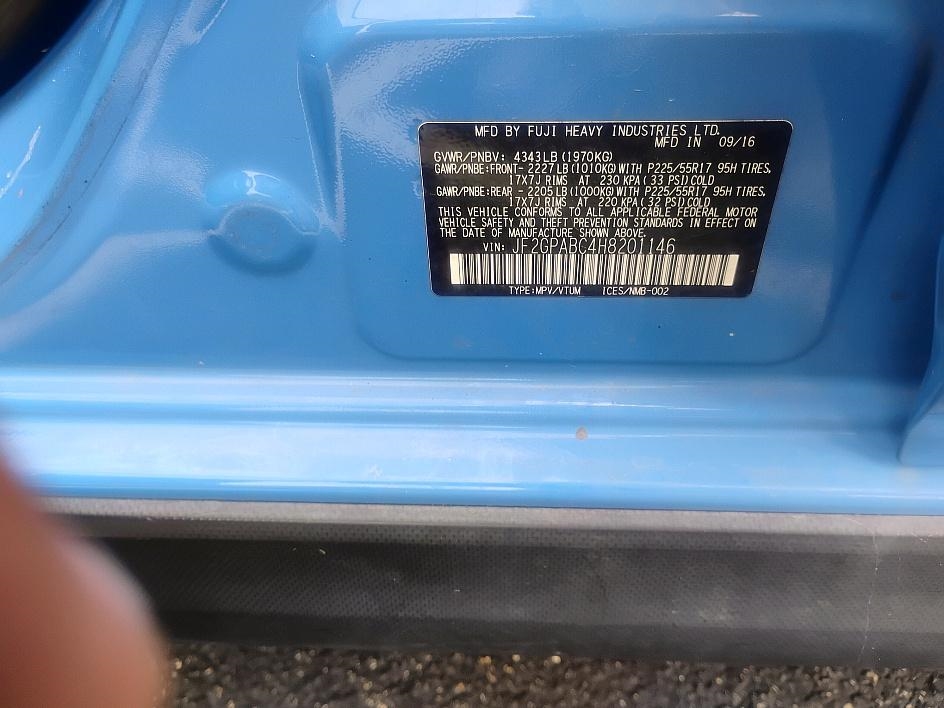 MFD BY FUJI HEAVY INDUSTRIES LTD.
MFD IN 09/16
GVWR/PNBV: 4343LB (1970KG)
GAWR/PNBE:FRONT- 2227LB(1010KG) WITH P225/55R17 95H TIRES,
17X7J RIMS AT 230 KPA( 33 PSI)COLD
GAWR/PNBE:REAR - 2205LB(1000KG) WITH P225/55R17 95H TIRES,
17X7J RIMS AT 220 KPA( 32 PSI)COLD
THIS VEHICLE CONFORMS TO ALL APPLICABLE FEDERAL MOTOR
VEHICLE SAFETY AND THEFT PREVENTION STANDARDS IN EFFECT ON
THE DATE OF MANUFACTURE SHOWN ABOVE.
VIN: JF2GPABC4H8201146
TYPE:MPV/VTUM ICES/NMB-002